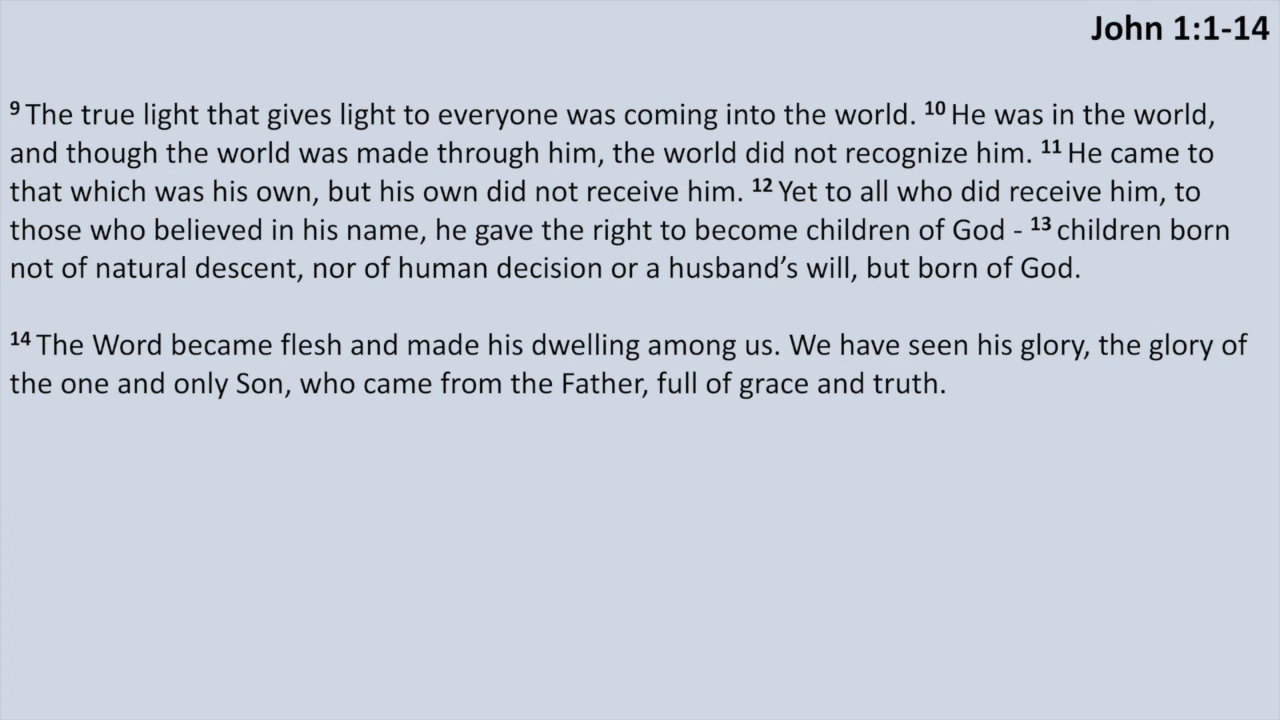 John 1:1-14
9 The true light that gives light to everyone was coming into the world. 10 He was in the world,
and though the world was made through him, the world did not recognize him. 11 He came to
that which was his own, but his own did not receive him. 12 Yet to all who did receive him, to
those who believed in his name, he gave the right to become children of God - 13 children born
not of natural descent, nor of human decision or a husband’s will, but born of God.
14 The Word became flesh and made his dwelling among us. We have seen his glory, the glory of
the one and only Son, who came from the Father, full of grace and truth.